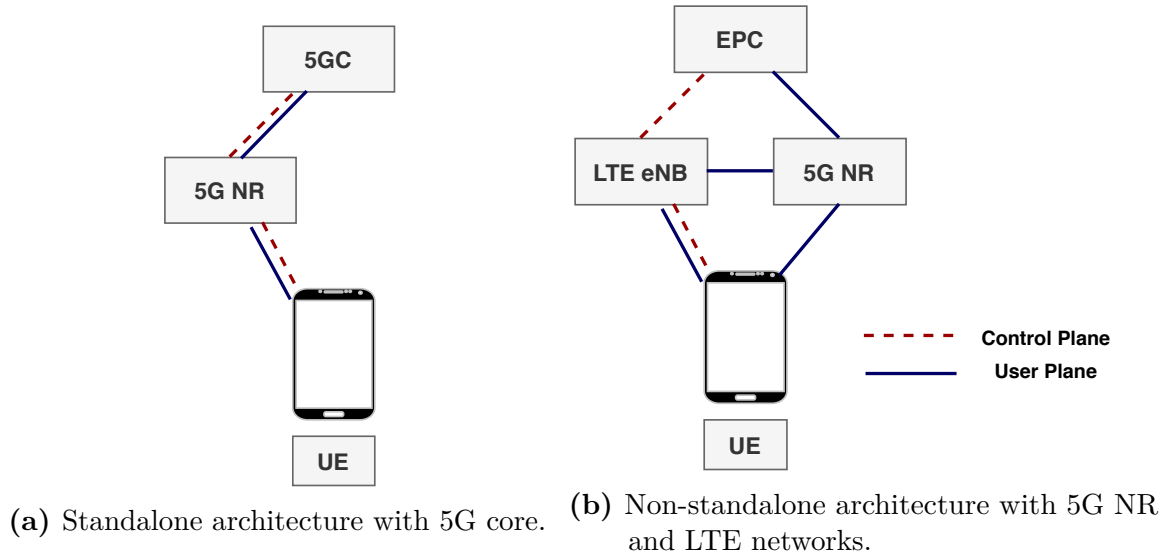 5GC
5G NR
UE
(a) Standalone architecture with 5G core.
EPC
LTE eNB
5G NR
UE
Control Plane
User Plane
(b) Non-standalone architecture with 5G NR
and LTE networks.